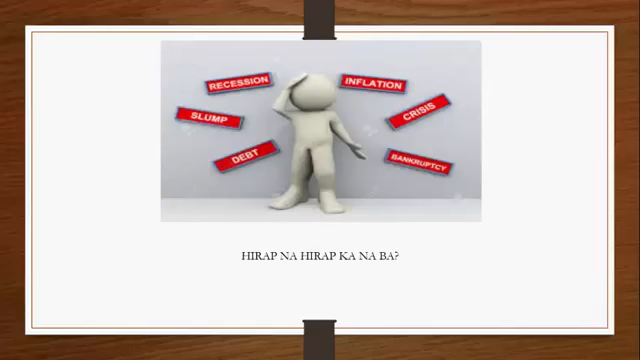 RECESSION
INFLATION
SLUMP
CRISIS
DEBT
BANKRUPTCY
HIRAP NA HIRAP KA NA BA?